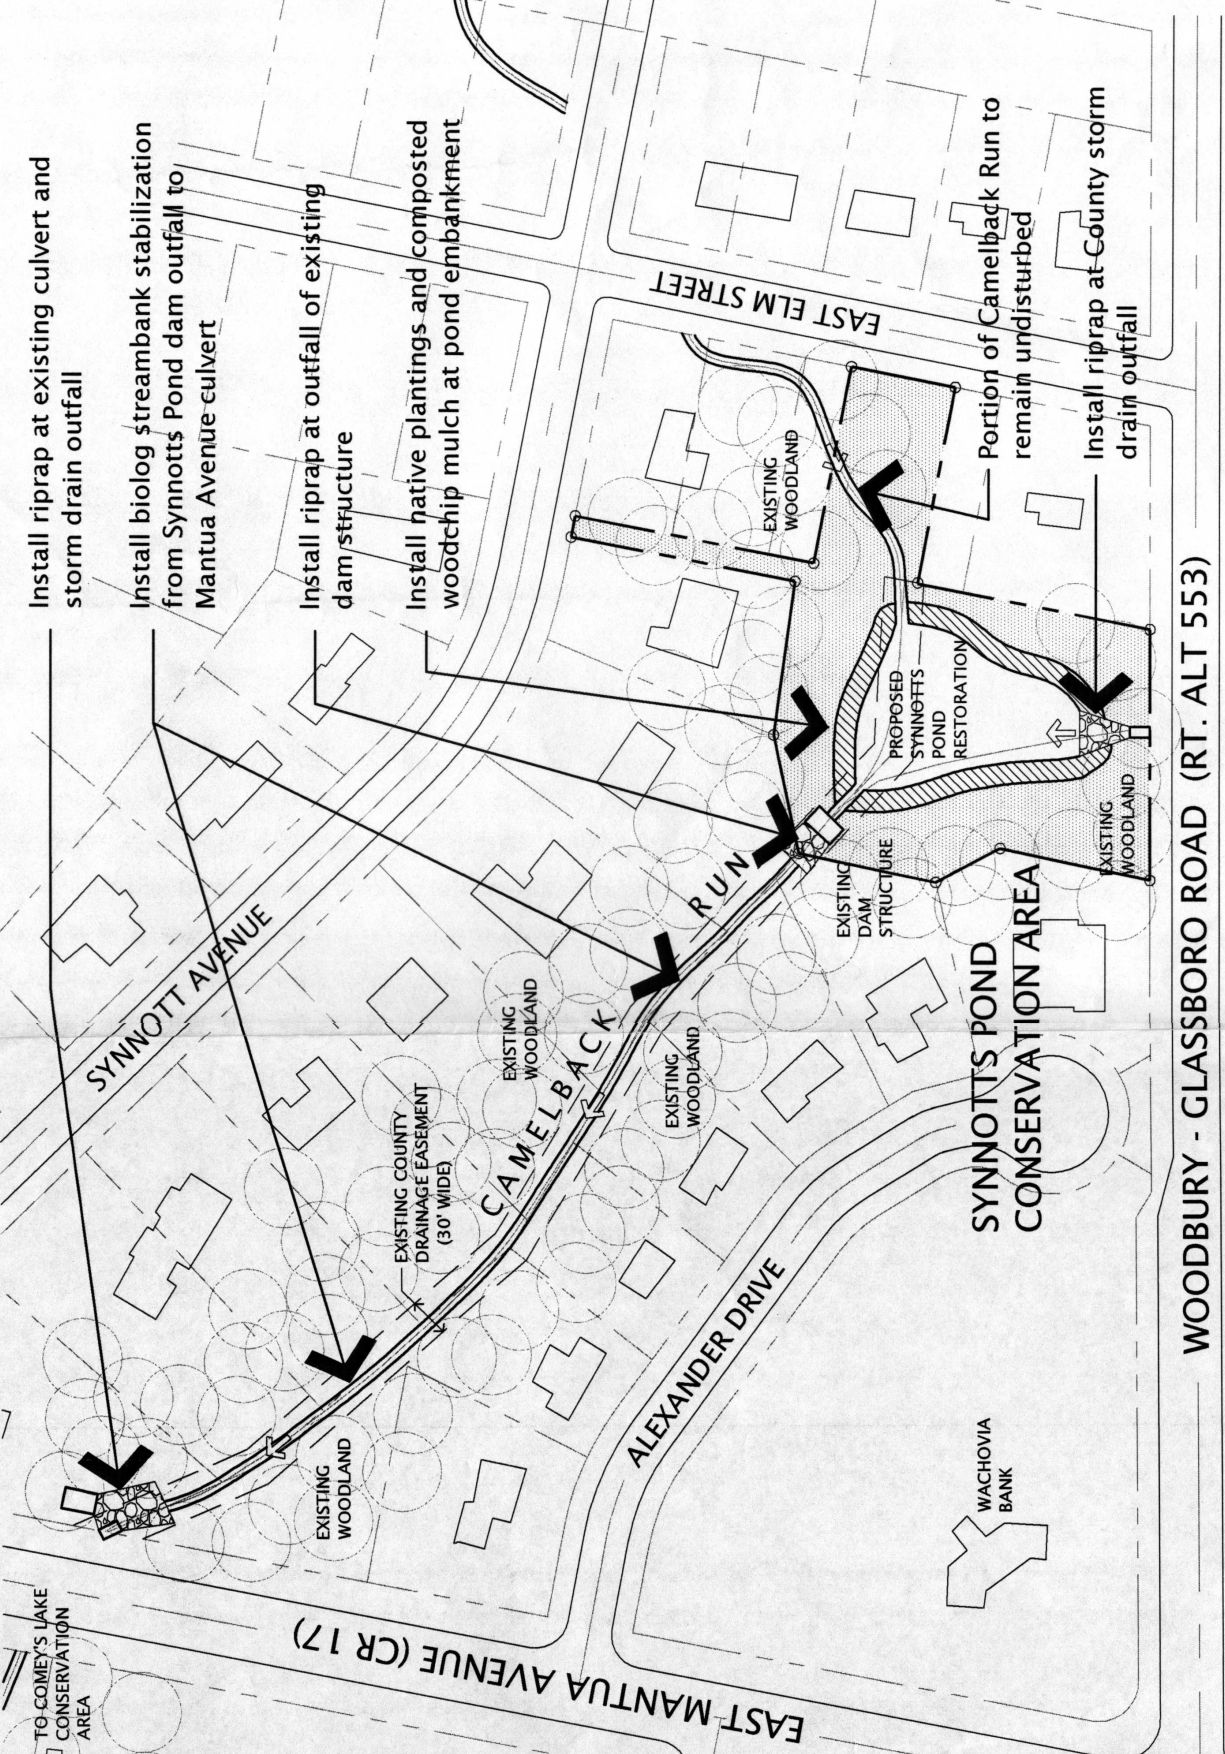 Install riprap at existing culvert and
storm drain outfall
Install biolog streambank stabilization
from Synnotts Pond dam outfall to
Mantua Avenue culvert
Install riprap at outfall of existing
dam structure
Install native plantings and composted
woodchip mulch at pond embankment
Portion of Camelback Run to
remain undisturbed
Install riprap at County storm
drain outfall
EAST ELM STREET
SYNNOTT AVENUE
EXISTING
WOODLAND
PROPOSED
SYNNOTTS
POND
RESTORATION
EXISTING
WOODLAND
EXISTING
DAM
STRUCTURE
CAMELBACK RUN
EXISTING
WOODLAND
EXISTING
WOODLAND
EXISTING COUNTY
DRAINAGE EASEMENT
(30' WIDE)
EXISTING
WOODLAND
SYNNOTTS POND
CONSERVATION AREA
ALEXANDER DRIVE
WACHOVIA
BANK
WOODBURY - GLASSBORO ROAD (RT. ALT 553)
EAST MANTUA AVENUE (CR 17)
TO COMEY'S LAKE
CONSERVATION
AREA